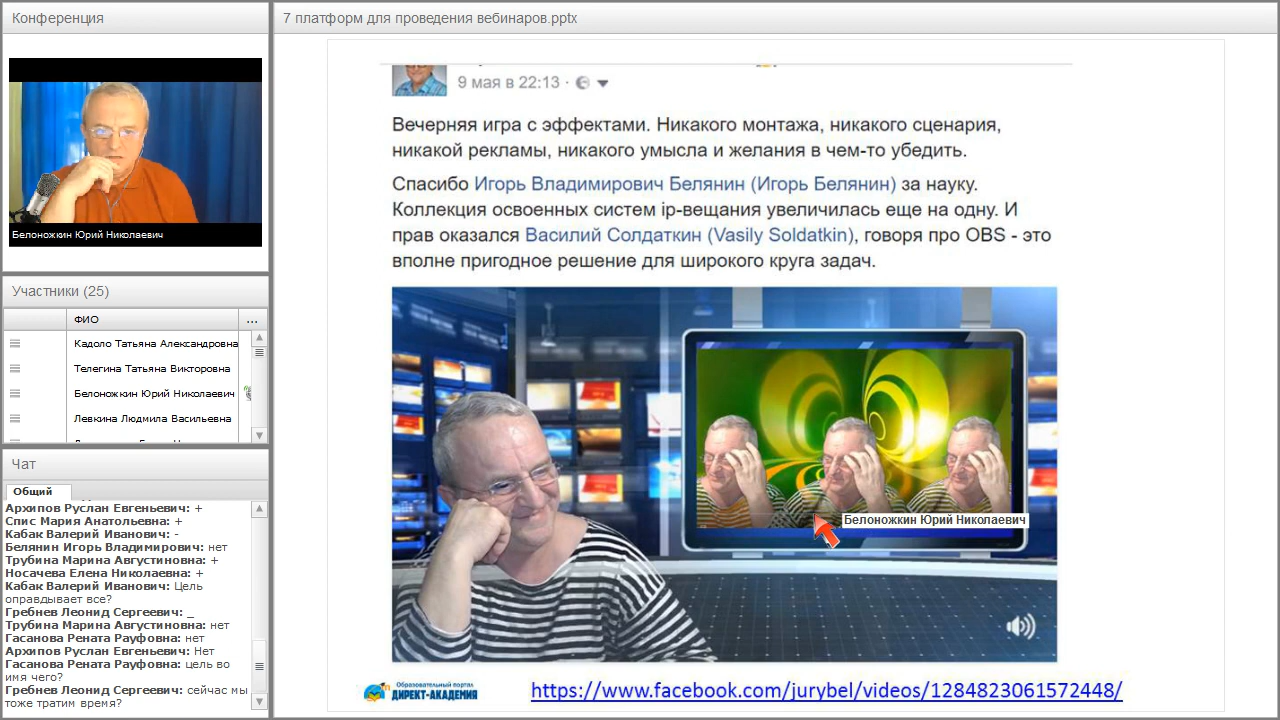 Конференция
Белоножкин Юрий Николаевич
Участники (25)
ФИО
...
Кадоло Татьяна Александровна
Телегина Татьяна Викторовна
Белоножкин Юрий Николаевич
Левкина Людмила Васильевна
Чат
Общий
Архипов Руслан Евгеньевич: +
Спис Мария Анатольевна: +
Кабак Валерий Иванович: -
Белянин Игорь Владимирович: нет
Трубина Марина Августиновна: +
Носачева Елена Николаевна: +
Кабак Валерий Иванович: Цель
оправдывает все?
Гребнев Леонид Сергеевич: _
Трубина Марина Августиновна: нет
Гасанова Рената Рауфовна: нет
Архипов Руслан Евгеньевич: Нет
Гасанова Рената Рауфовна: цель во
имя чего?
Гребнев Леонид Сергеевич: сейчас мы
тоже тратим время?
7 платформ для проведения вебинаров.pptx
9 мая в 22:13 ·
Вечерняя игра с эффектами. Никакого монтажа, никакого сценария,
никакой рекламы, никакого умысла и желания в чем-то убедить.
Спасибо Игорь Владимирович Белянин (Игорь Белянин) за науку.
Коллекция освоенных систем ip-вещания увеличилась еще на одну. И
прав оказался Василий Солдаткин (Vasily Soldatkin), говоря про OBS - это
вполне пригодное решение для широкого круга задач.
Белоножкин Юрий Николаевич
Образовательный портал
ДИРЕКТ-АКАДЕМИЯ
https://www.facebook.com/jurybel/videos/1284823061572448/